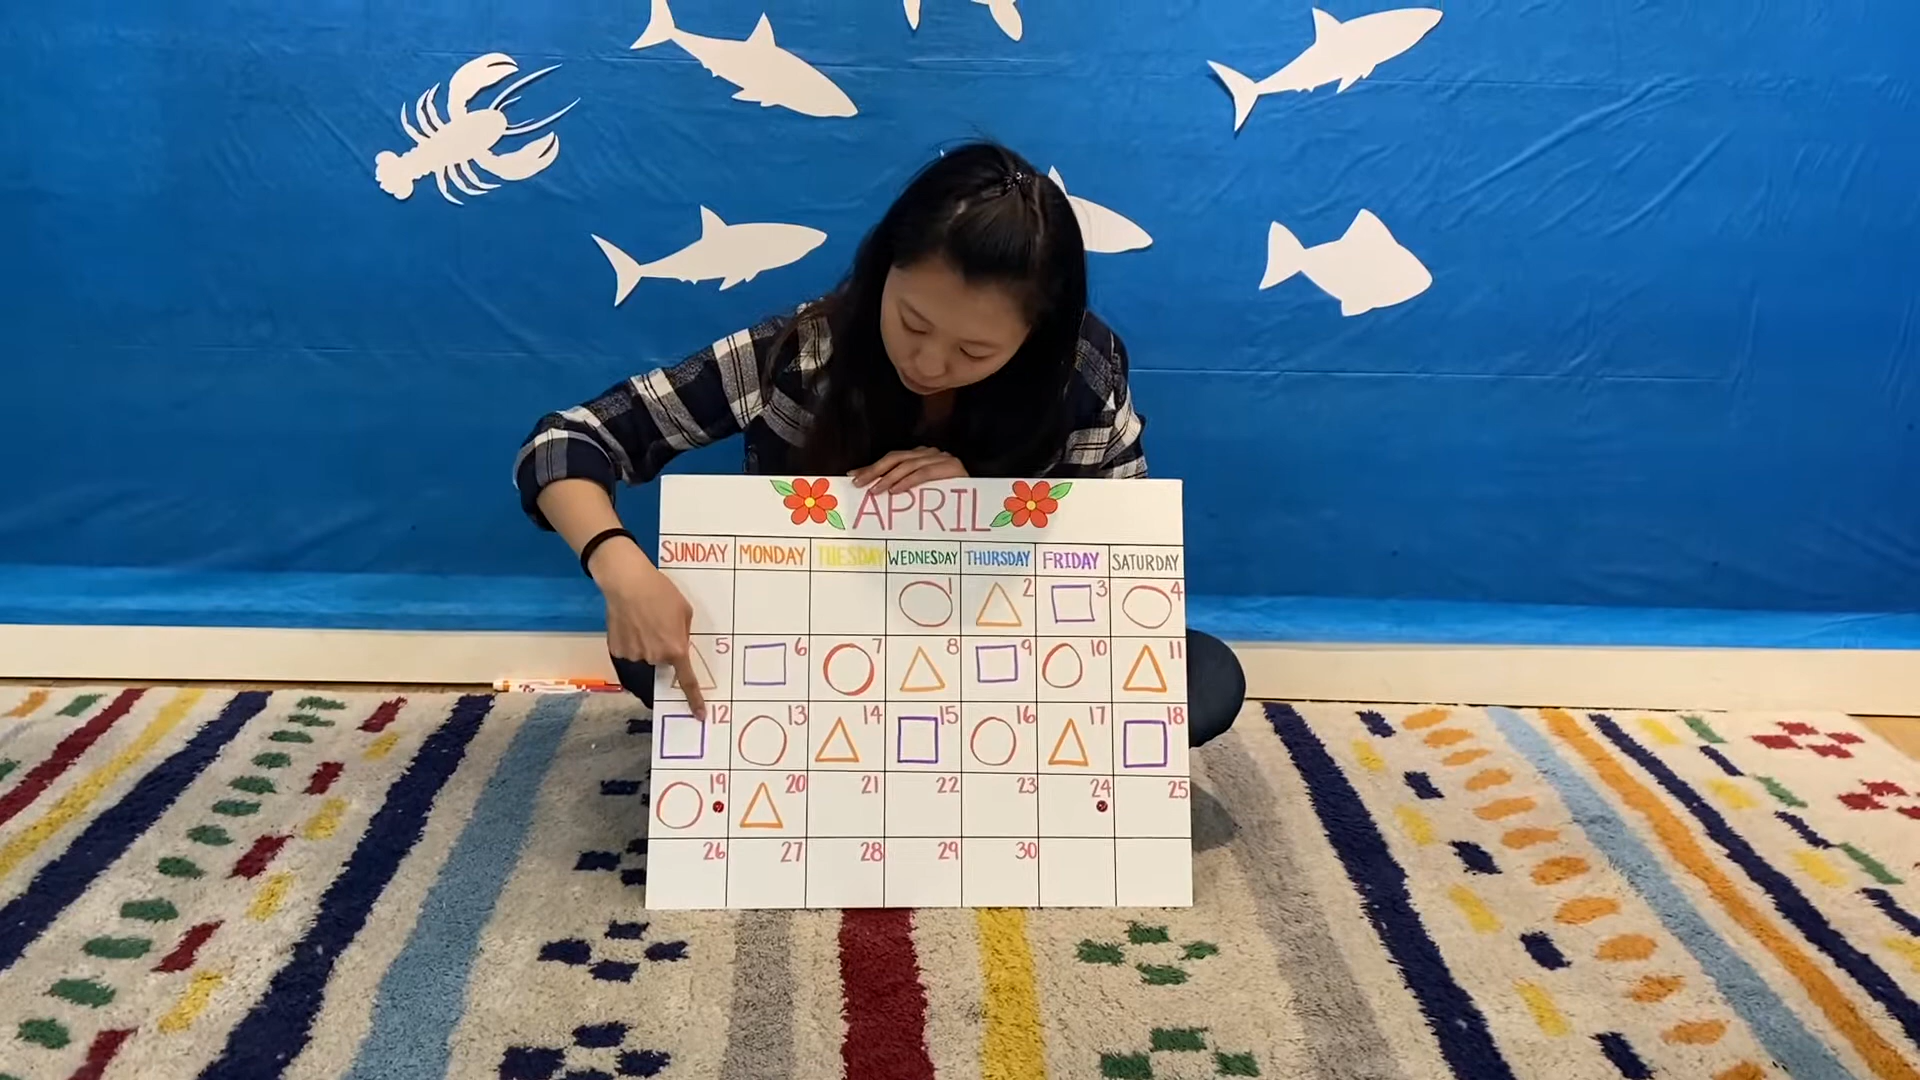 APRIL
SUNDAY MONDAY TUESDAY WEDNESDAY THURSDAY FRIDAY SATURDAY
1 2 3 4
5 6 7 8 9 10 11
12 13 14 15 16 17 18
19 20 21 22 23 24 25
26 27 28 29 30